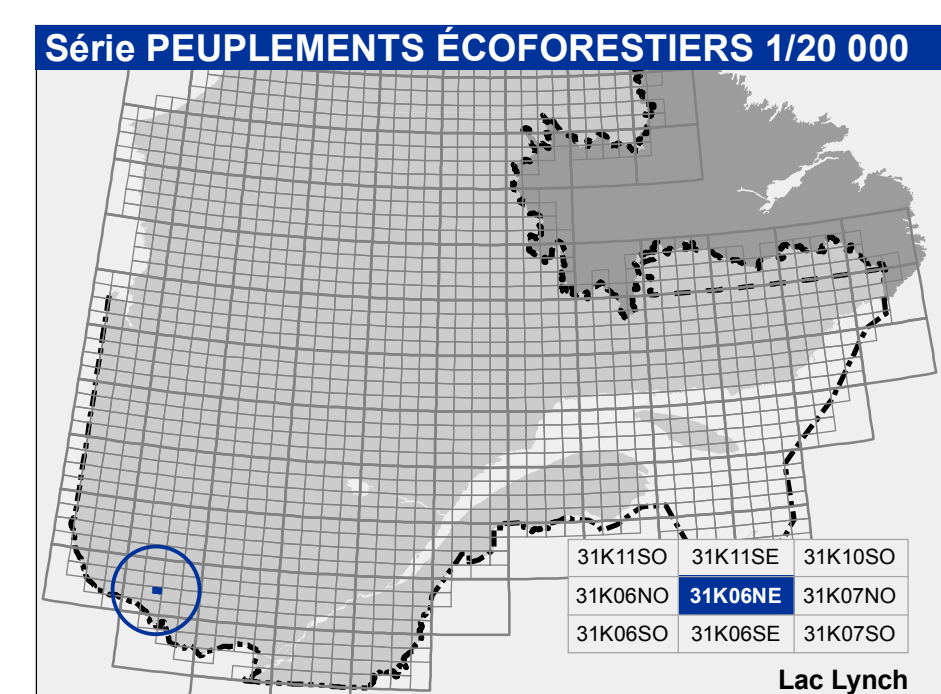 Série PEUPLEMENTS ÉCOFORESTIERS 1/20 000
31K11SO 31K11SE 31K10SO
31K06NO 31K06NE 31K07NO
31K06SO 31K06SE 31K07SO
Lac Lynch